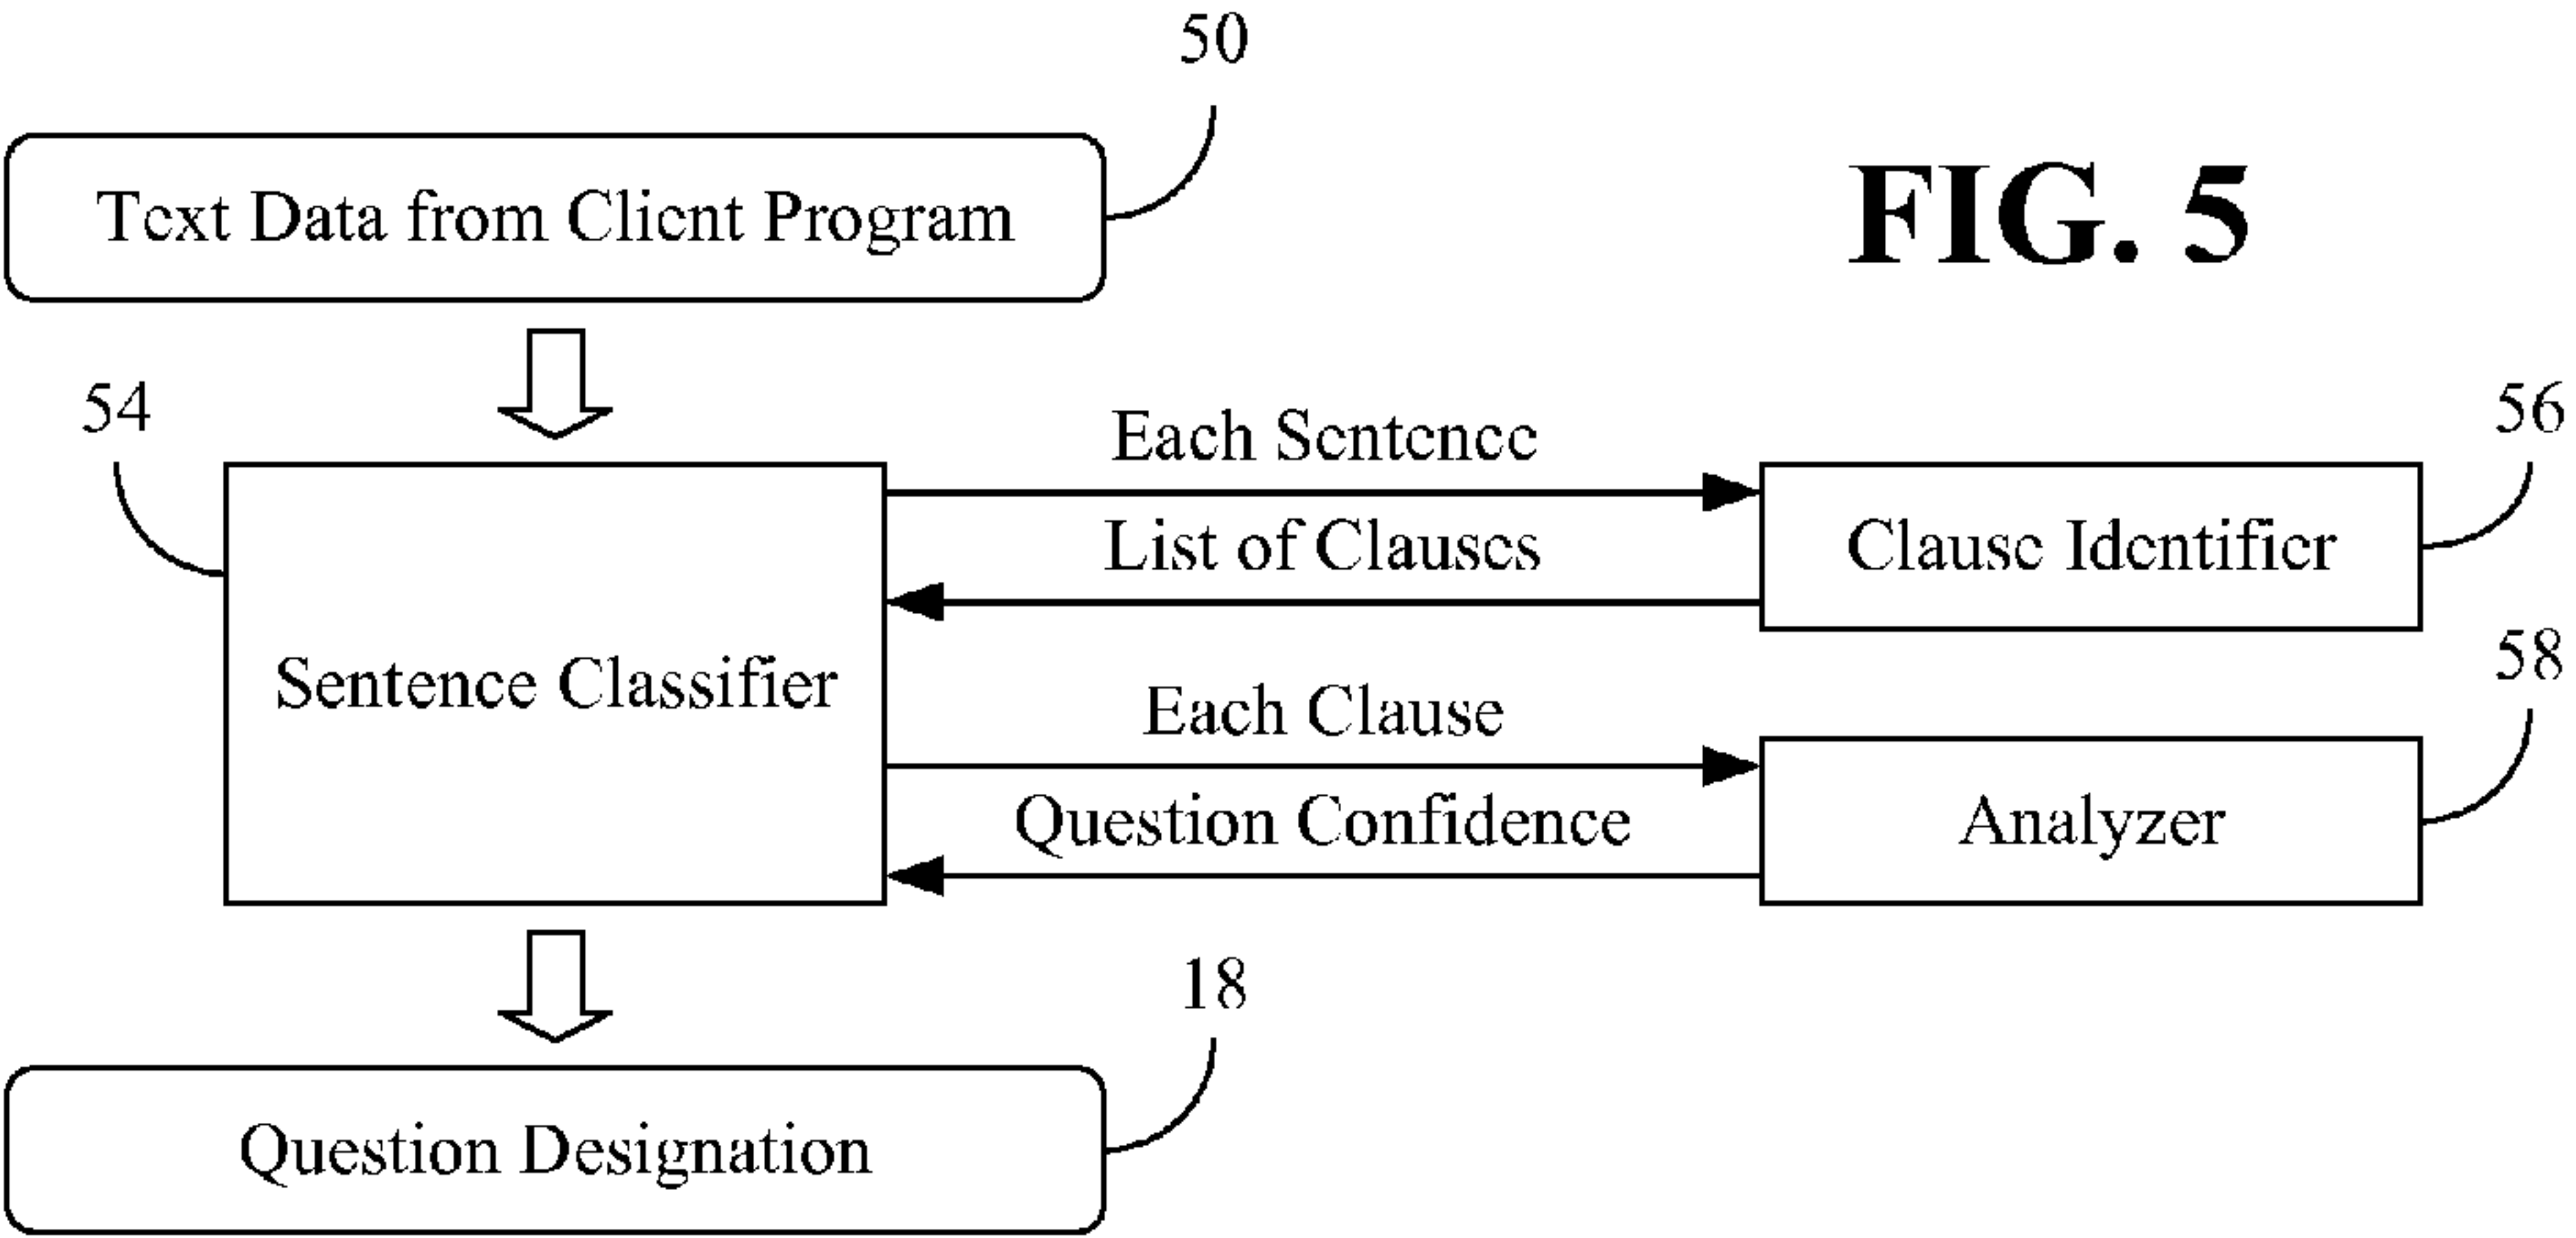 50
Text Data from Client Program
FIG. 5
54
Each Sentence
56
List of Clauses
Clause Identifier
Sentence Classifier
58
Each Clause
Question Confidence
Analyzer
18
Question Designation